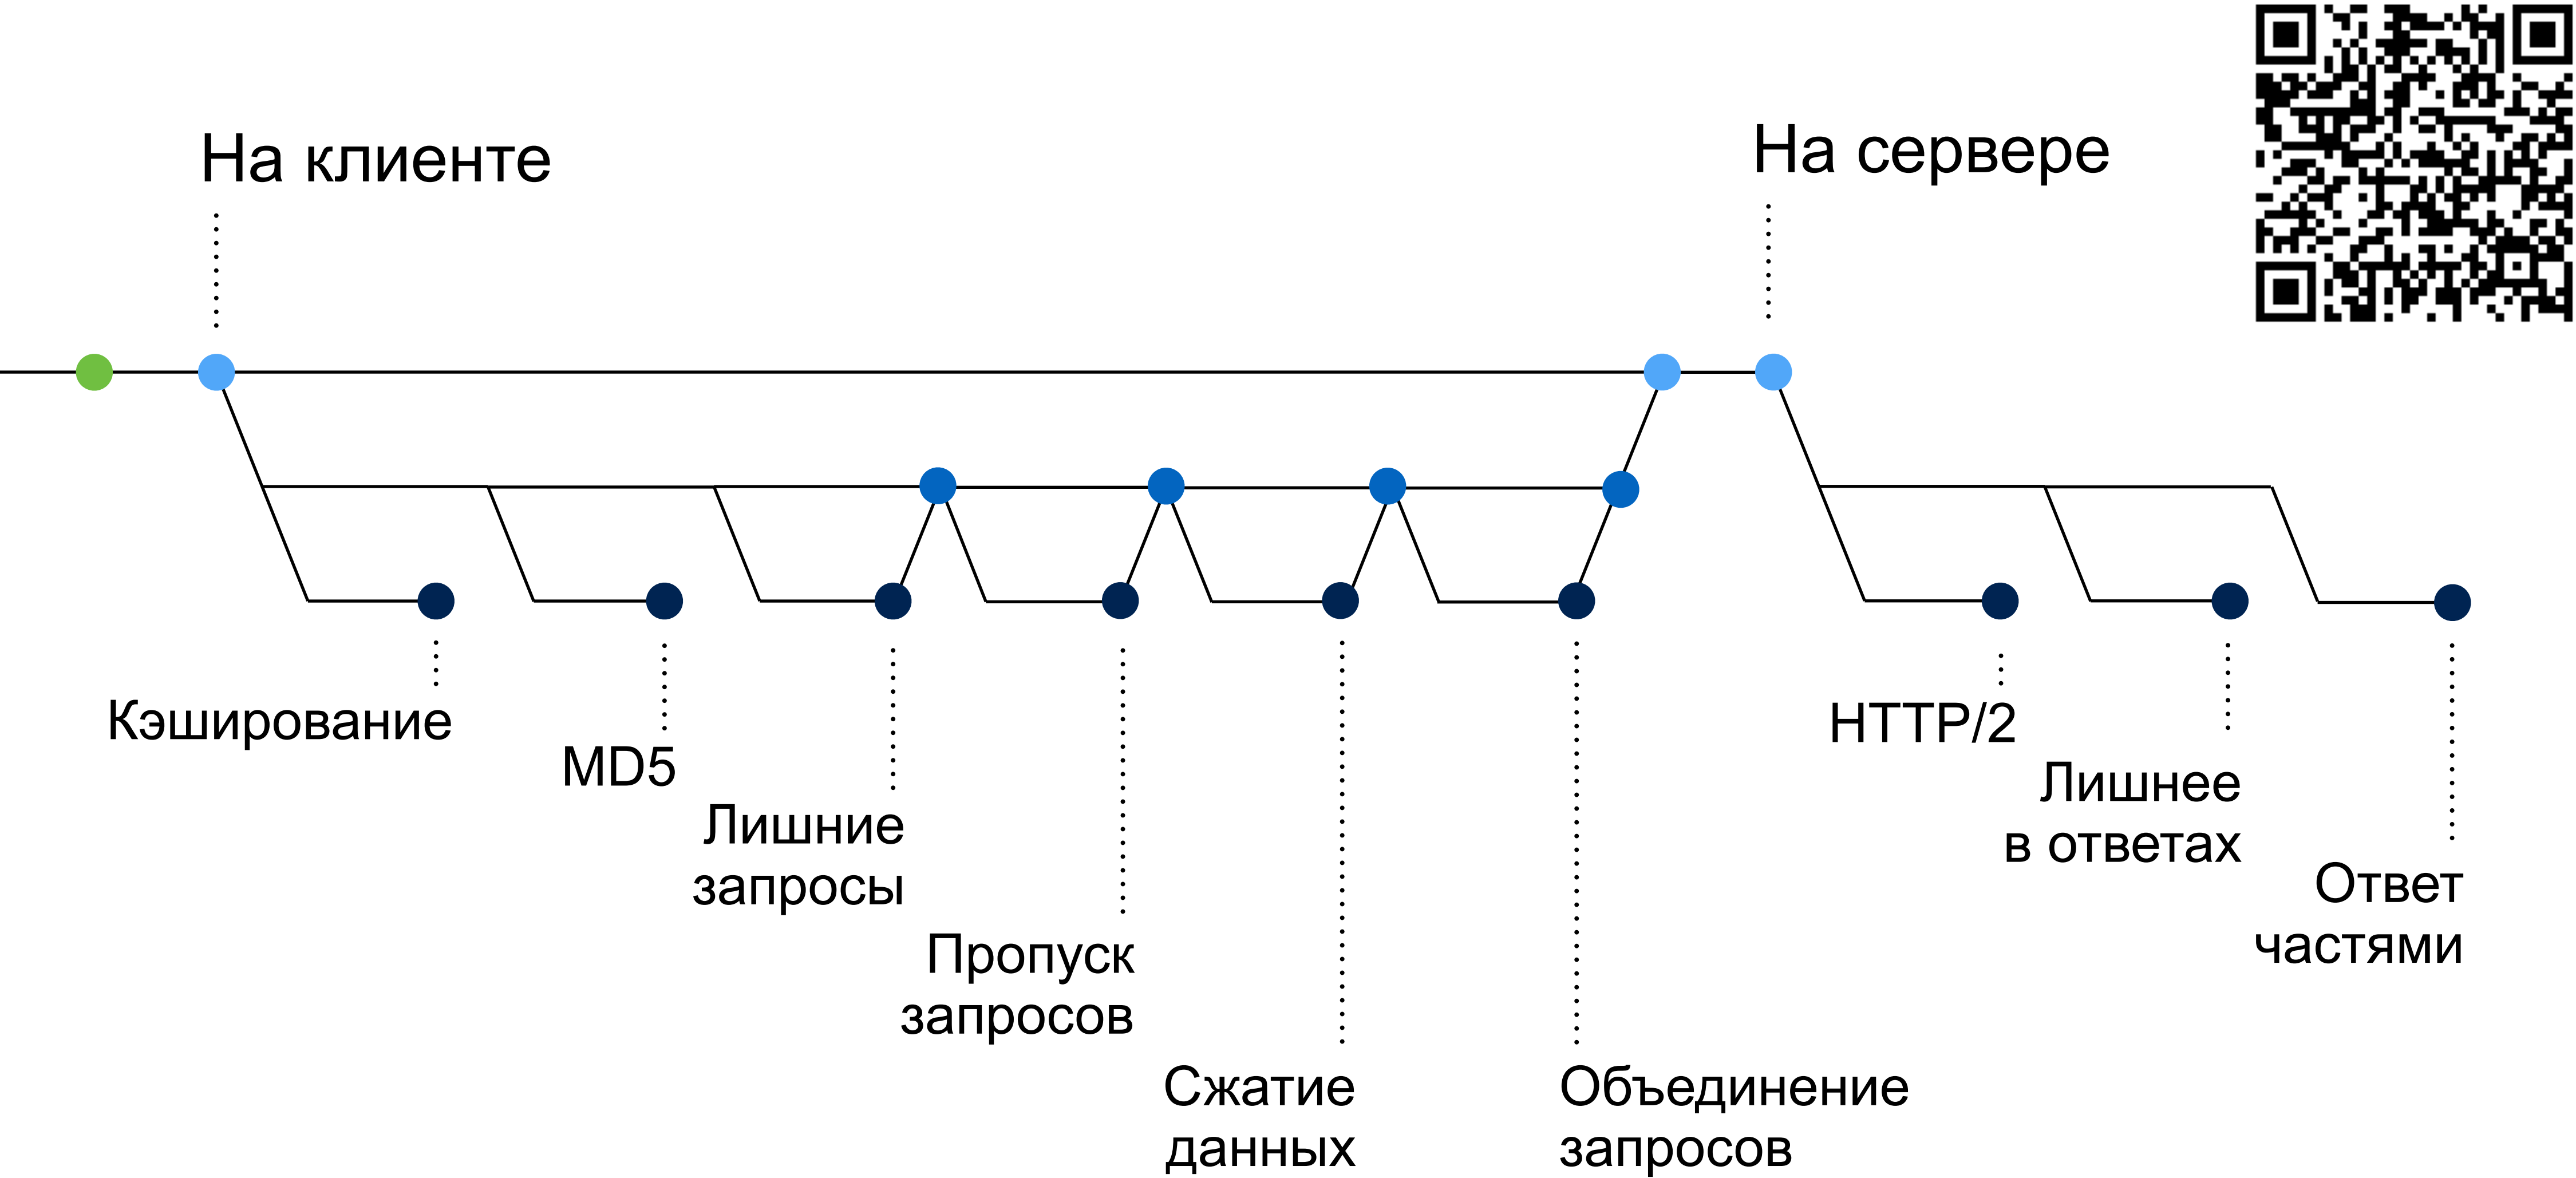 На клиенте
На сервере
Кэширование
MD5
Лишние
запросы
Пропуск
запросов
Сжатие
данных
Объединение
запросов
HTTP/2
Лишнее
в ответах
Ответ
частями